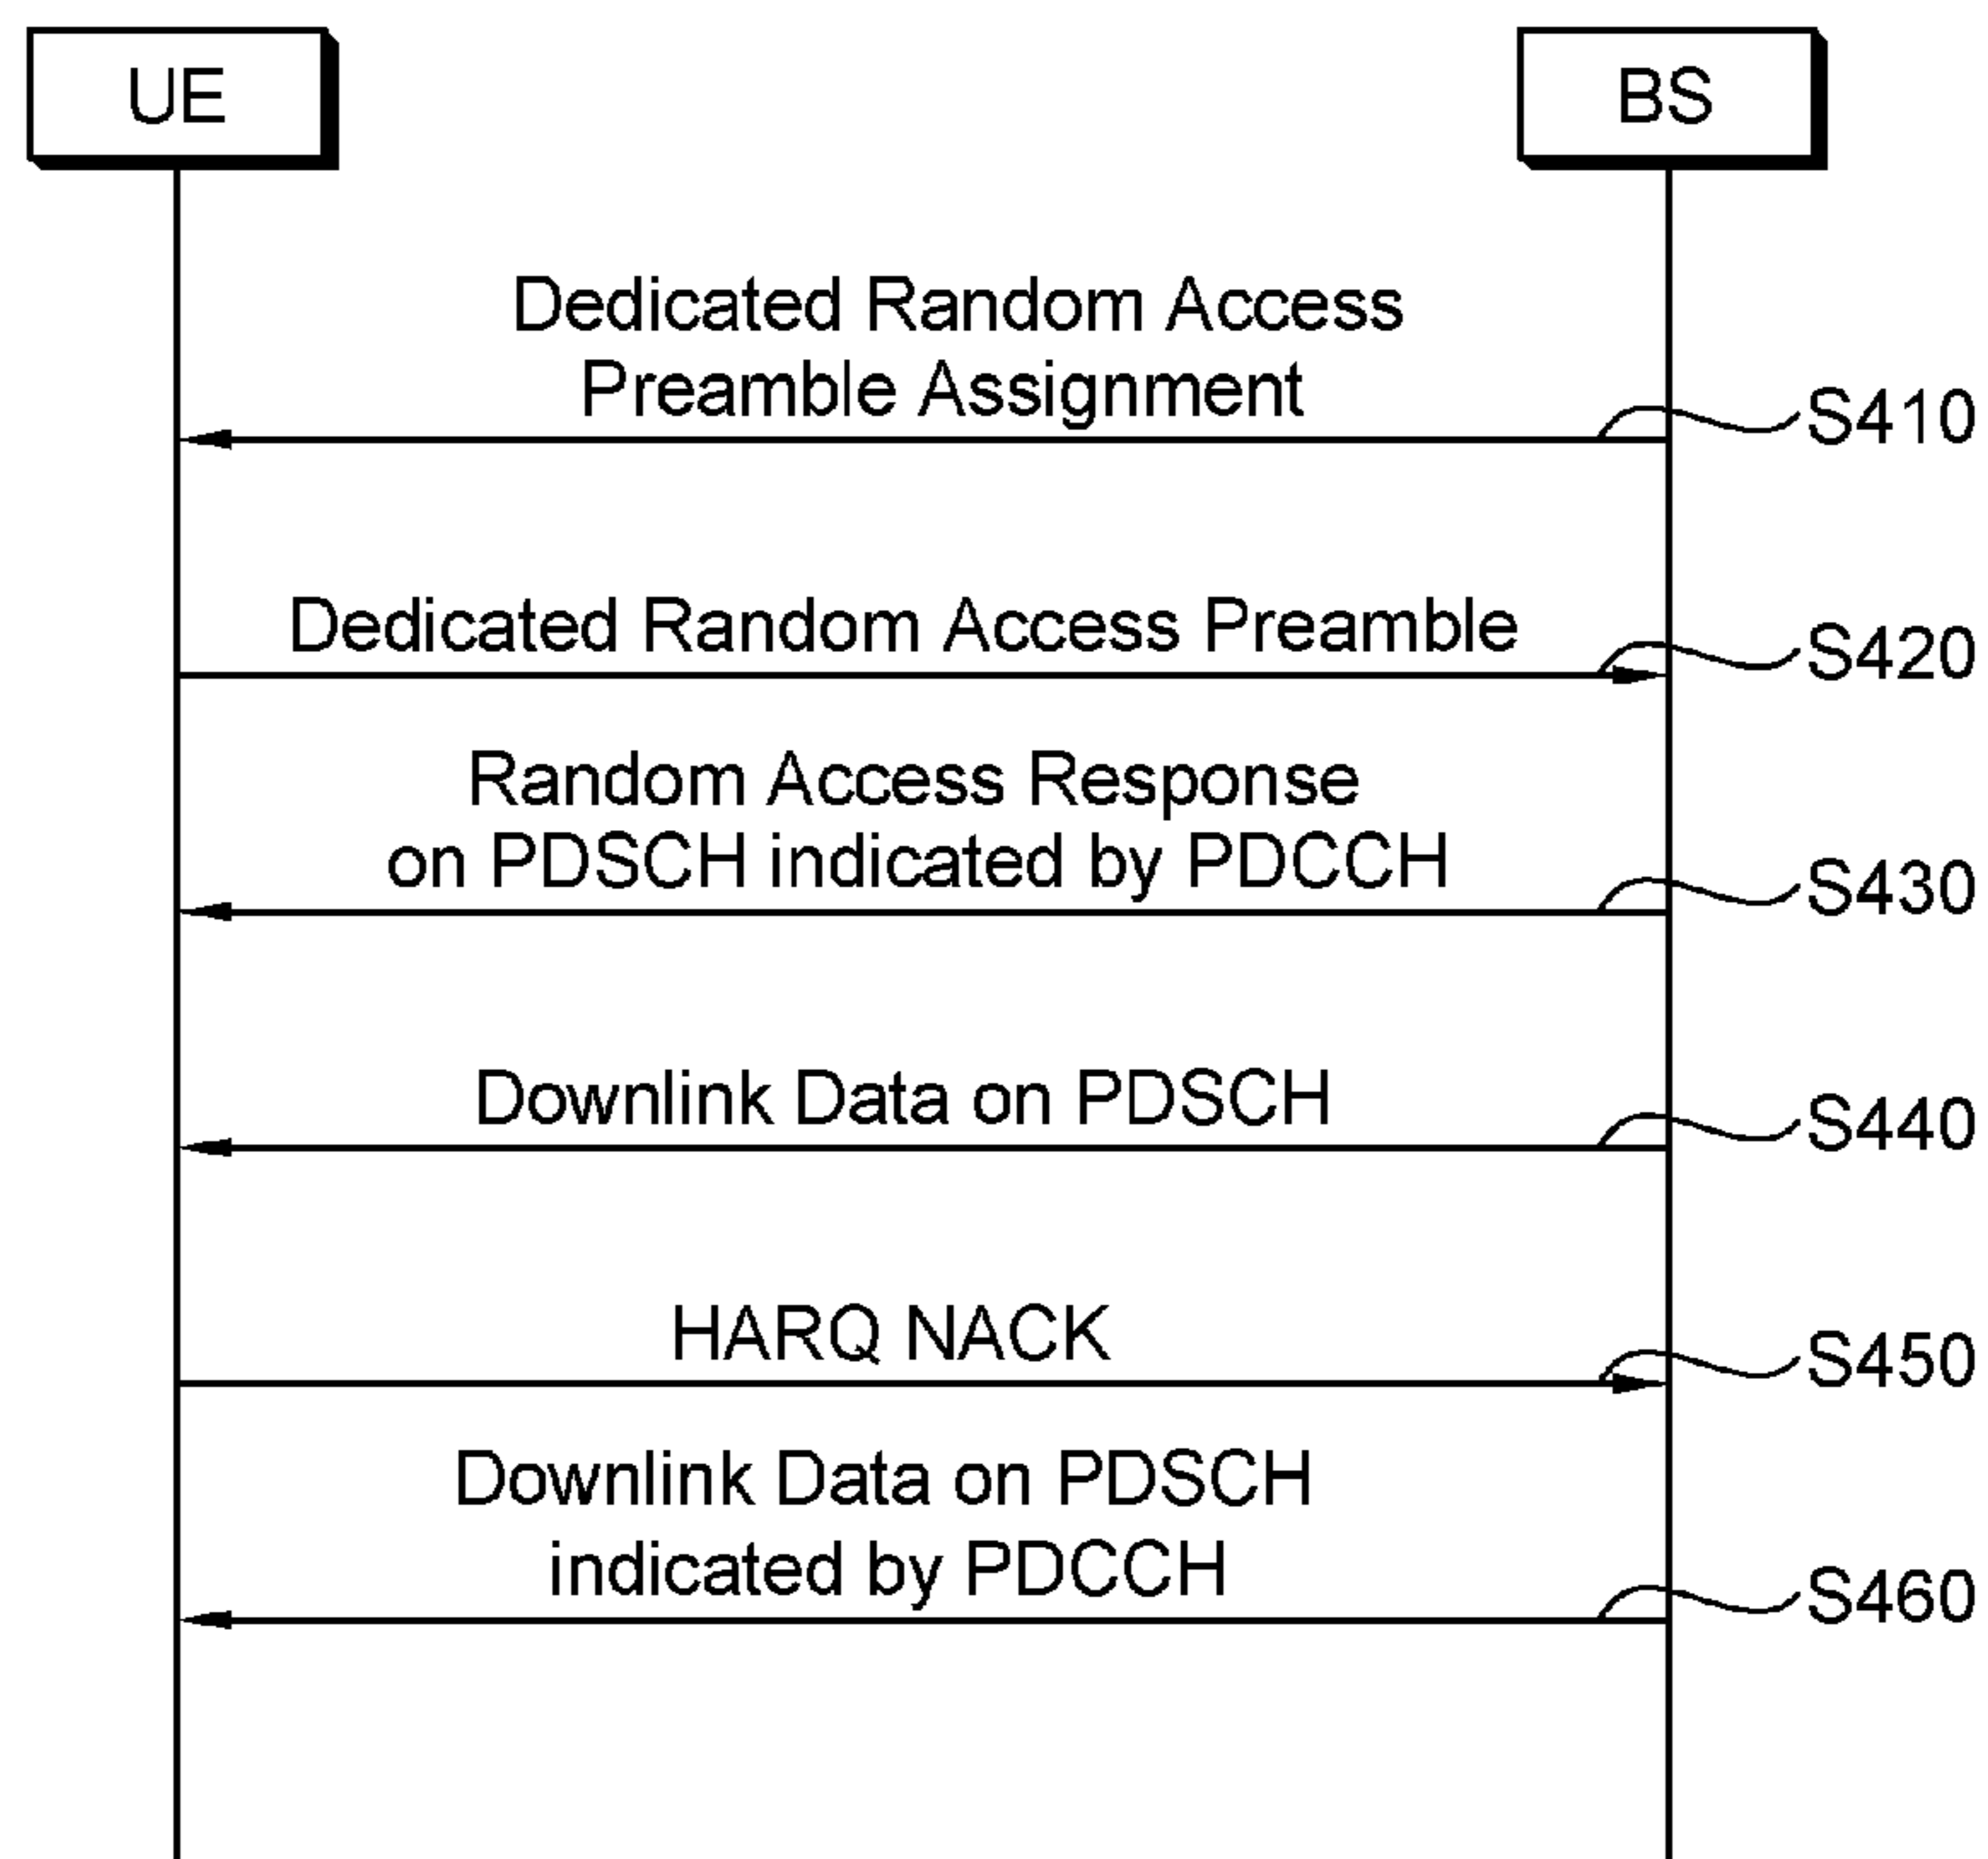 UE
BS
Dedicated Random Access
Preamble Assignment
S410
Dedicated Random Access Preamble
S420
Random Access Response
on PDSCH indicated by PDCCH
S430
Downlink Data on PDSCH
S440
HARQ NACK
S450
Downlink Data on PDSCH
indicated by PDCCH
S460